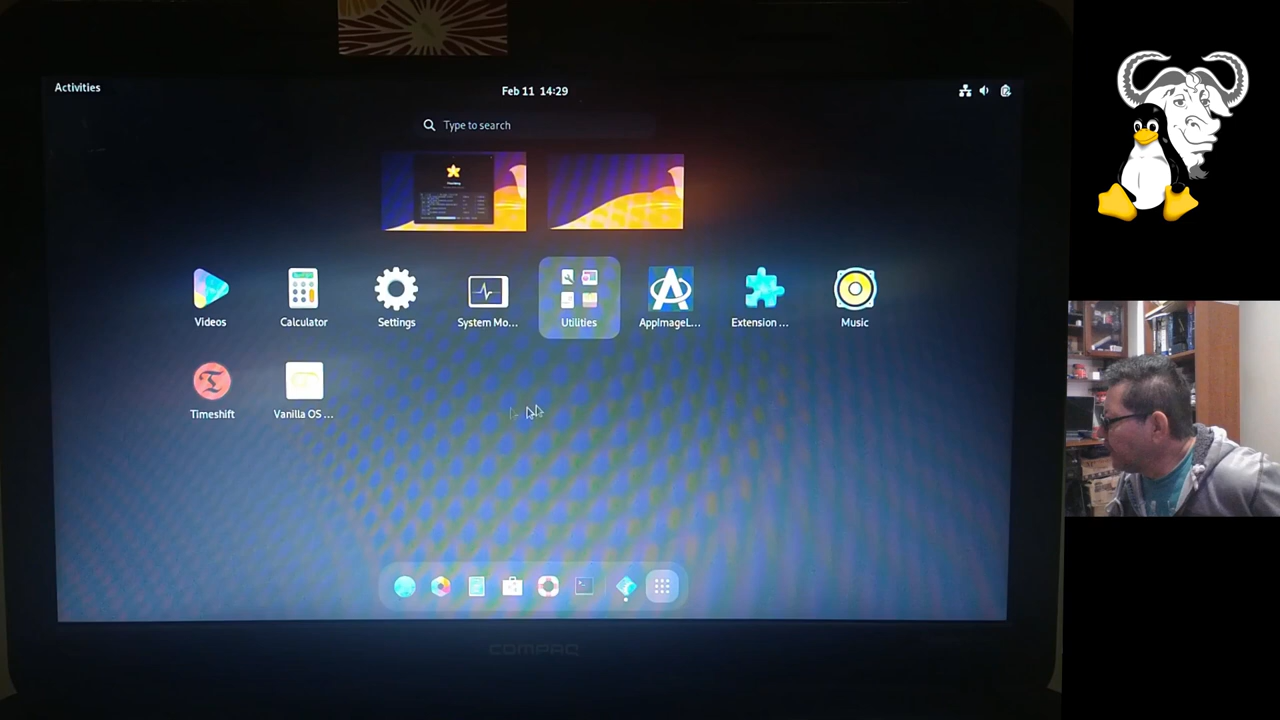 Activities
Feb 11 14:29
Type to search
Videos
Calculator
Settings
System Mo...
Utilities
AppImageL...
Extension ...
Music
Timeshift
Vanilla OS ...
COMPAQ